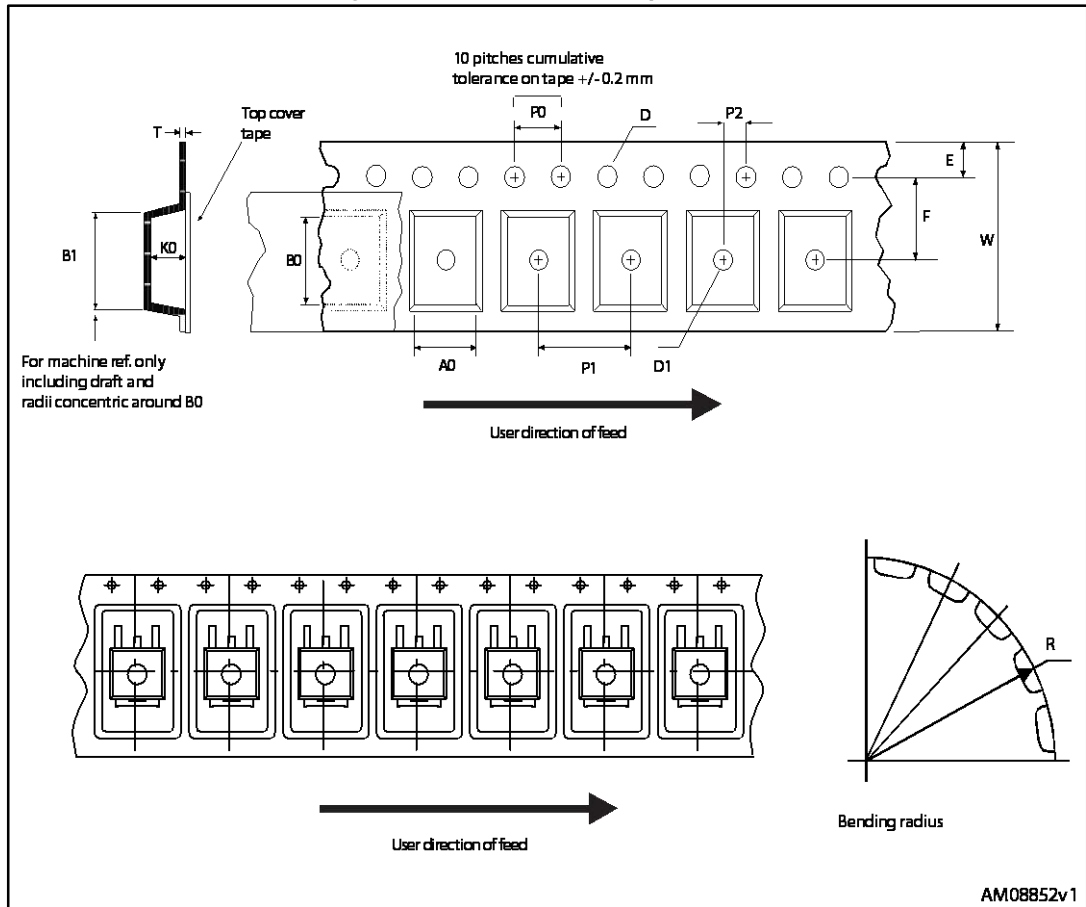 10 pitches cumulative
tolerance on tape +/- 0.2 mm
Top cover
tape
T
P0
D
P2
E
F
W
B1
K0
B0
For machine ref. only
including draft and
radii concentric around B0
A0
P1
D1
User direction of feed
R
Bending radius
User direction of feed
AM08852v1